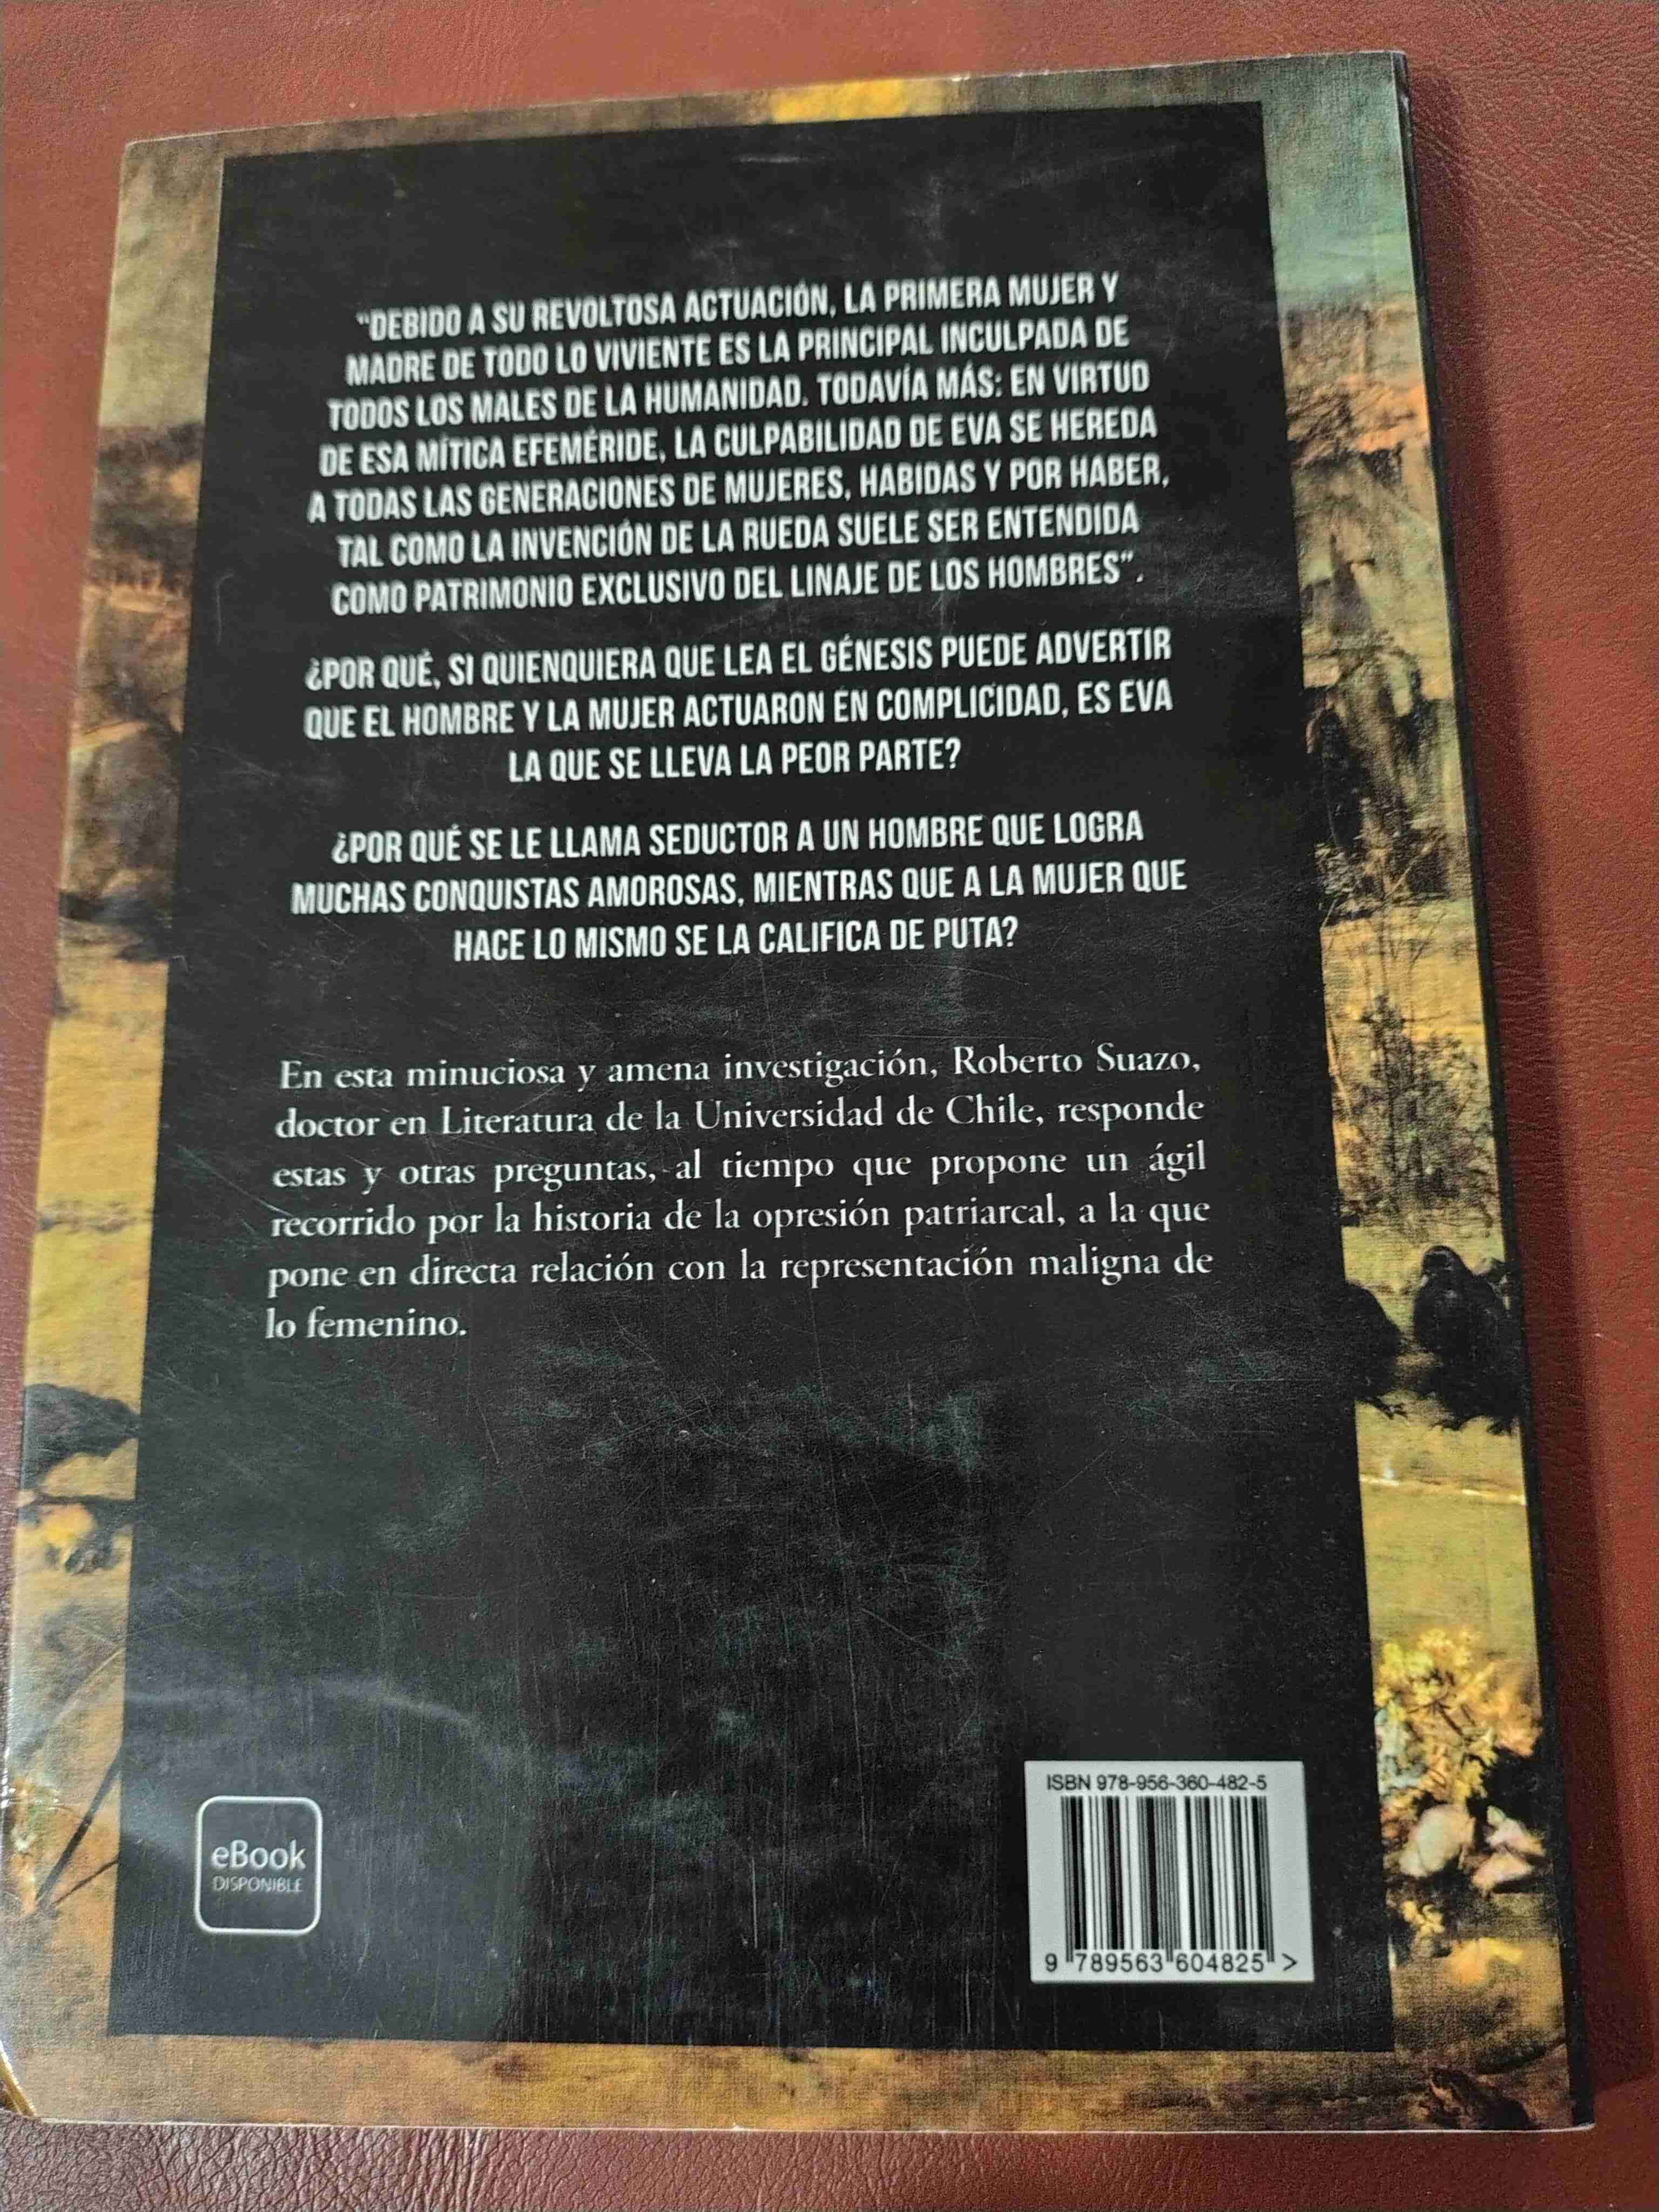 “DEBIDO A SU REVOLTOSA ACTUACIÓN, LA PRIMERA MUJER Y
MADRE DE TODO LO VIVIENTE ES LA PRINCIPAL INCULPADA DE
TODOS LOS MALES DE LA HUMANIDAD. TODAVÍA MÁS: EN VIRTUD
DE ESA MÍTICA EFEMÉRIDE, LA CULPABILIDAD DE EVA SE HEREDA
A TODAS LAS GENERACIONES DE MUJERES, HABIDAS Y POR HABER,
TAL COMO LA INVENCIÓN DE LA RUEDA SUELE SER ENTENDIDA
COMO PATRIMONIO EXCLUSIVO DEL LINAJE DE LOS HOMBRES”.
¿POR QUÉ, SI QUIENQUIERA QUE LEA EL GÉNESIS PUEDE ADVERTIR
QUE EL HOMBRE Y LA MUJER ACTUARON EN COMPLICIDAD, ES EVA
LA QUE SE LLEVA LA PEOR PARTE?
¿POR QUÉ SE LE LLAMA SEDUCTOR A UN HOMBRE QUE LOGRA
MUCHAS CONQUISTAS AMOROSAS, MIENTRAS QUE A LA MUJER QUE
HACE LO MISMO SE LA CALIFICA DE PUTA?
En esta minuciosa y amena investigación, Roberto Suazo,
doctor en Literatura de la Universidad de Chile, responde
estas y otras preguntas, al tiempo que propone un ágil
recorrido por la historia de la opresión patriarcal, a la que
pone en directa relación con la representación maligna de
lo femenino.
ISBN 978-956-360-482-5
9 789563 604825 >
eBook
DISPONIBLE